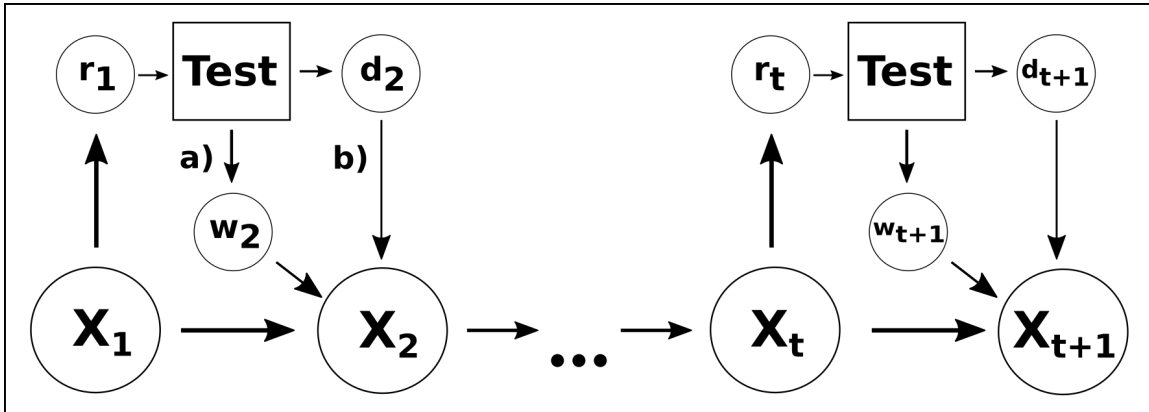 r1 Test d2 rt Test dt+1
a) b)
w2 wt+1
X1 X2 ... Xt Xt+1